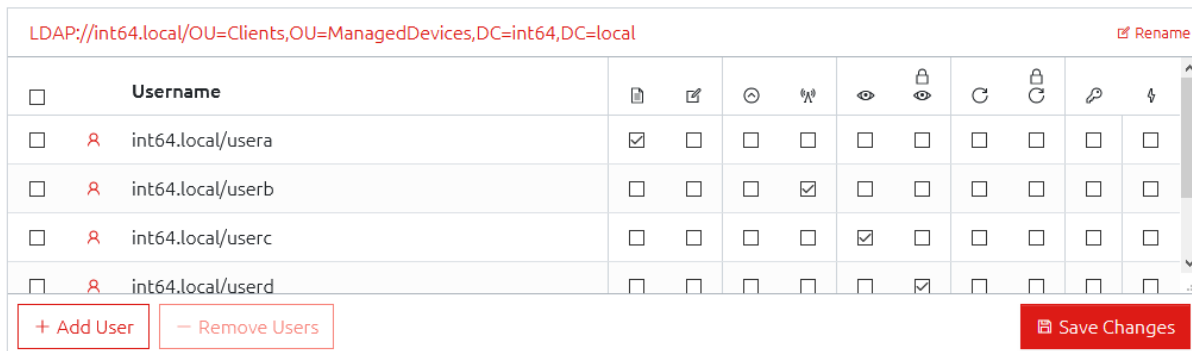 LDAP://int64.local/OU=Clients,OU=ManagedDevices,DC=int64,DC=local
Rename
Username
int64.local/usera
int64.local/userb
int64.local/userc
int64.local/userd
+ Add User
− Remove Users
Save Changes